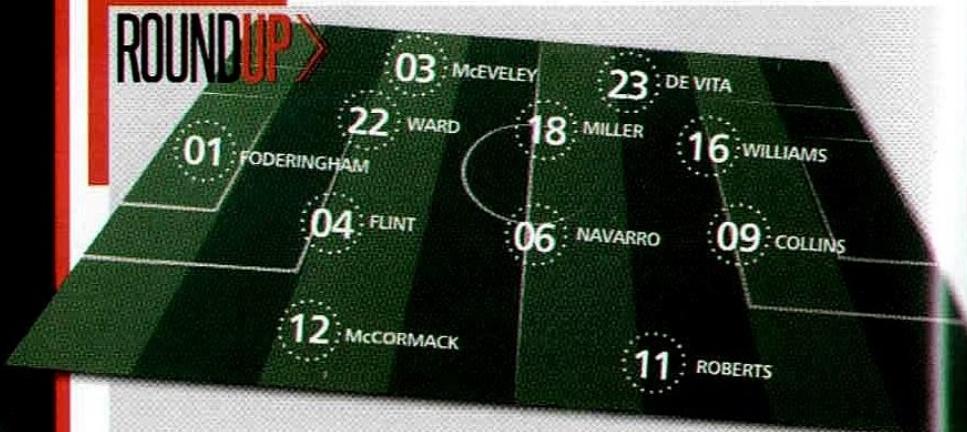 ROUNDUP
03 McEVELEY
23 DE VITA
22 WARD
18 MILLER
16 WILLIAMS
01 FODERINGHAM
04 FLINT
06 NAVARRO
09 COLLINS
12 McCORMACK
11 ROBERTS